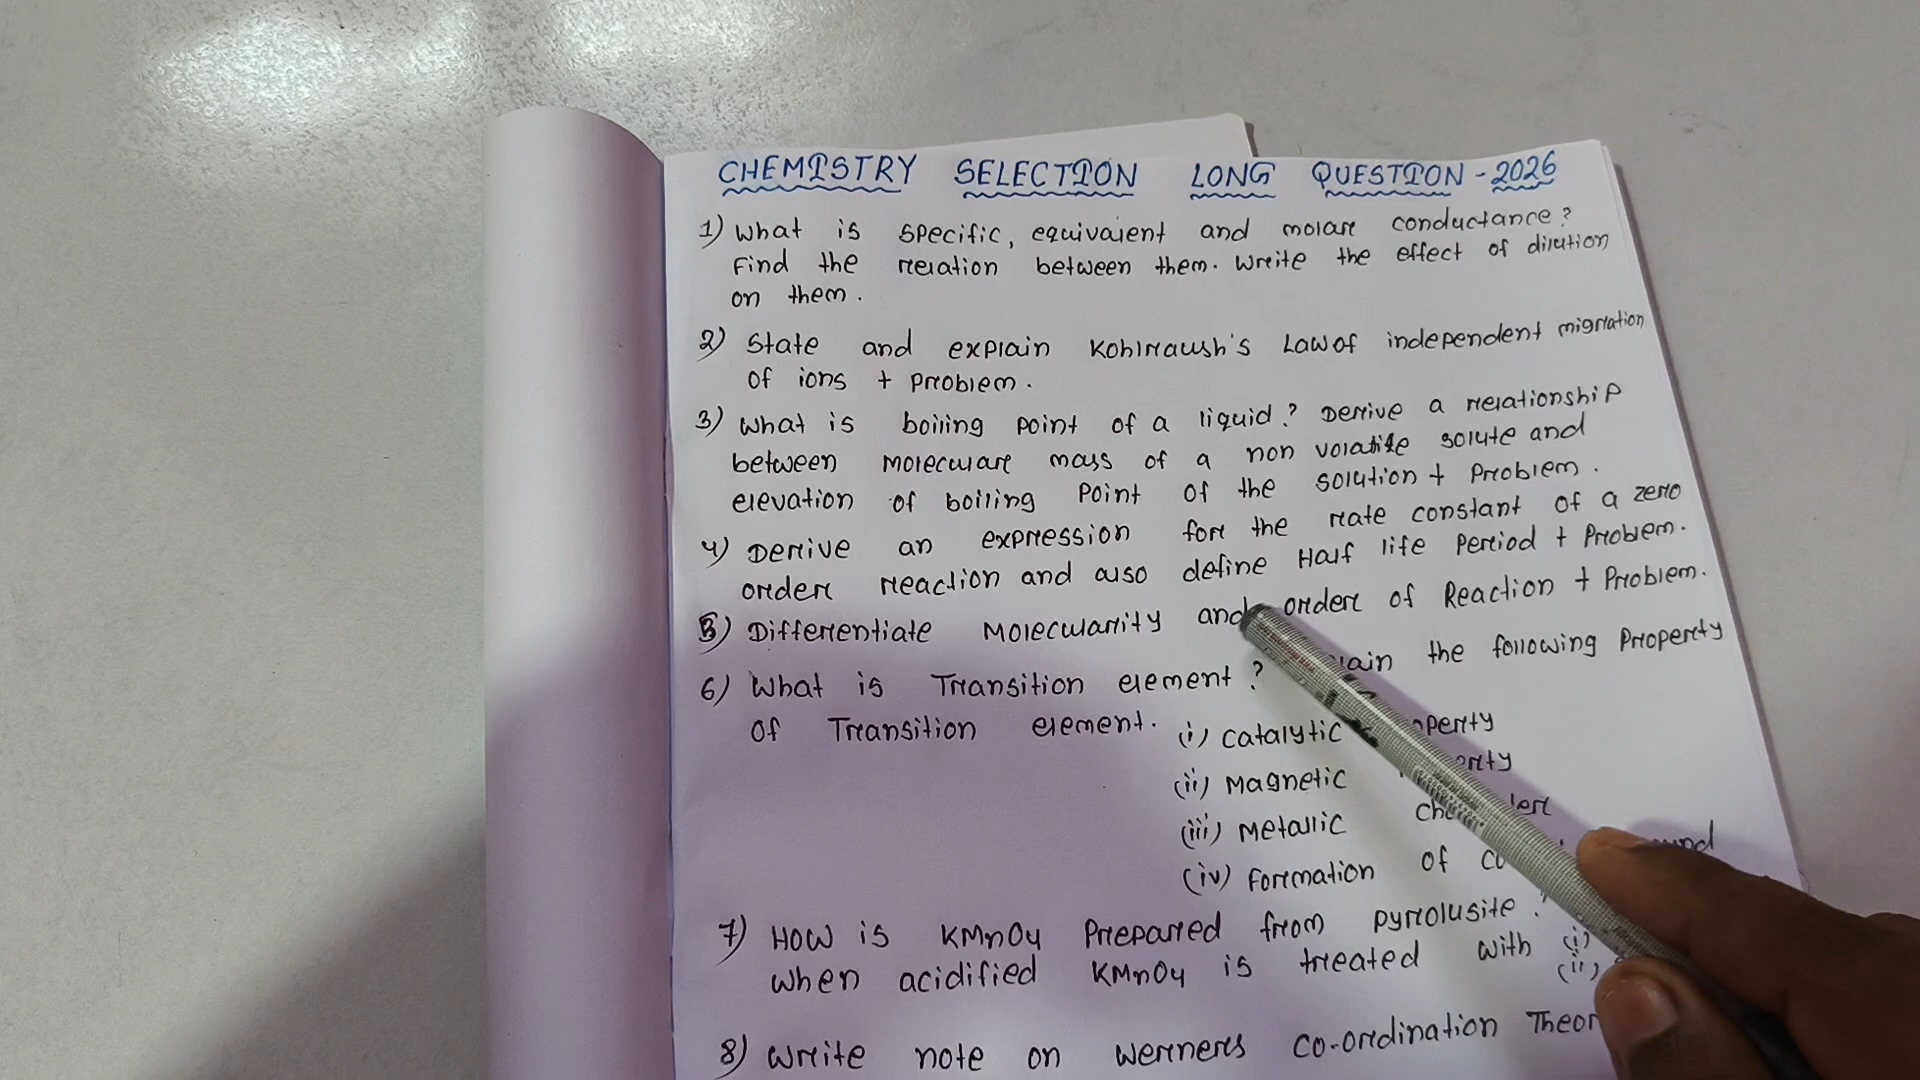 CHEMISTRY SELECTION LONG QUESTION - 2026
1) What is specific, equivalent and molar conductance?
Find the relation between them. Write the effect of dilution
on them.
2) State and explain Kohlraush's Law of independent migration
of ions + Problem.
3) What is boiling point of a liquid? Derive a relationship
between molecular mass of a non volatile solute and
elevation of boiling point of the solution + Problem.
4) Derive an expression for the rate constant of a zero
order reaction and also define Half life Period + Problem.
5) Differentiate Molecularity and order of Reaction + Problem.
6) What is Transition element? the following Property
of Transition element. (i) Catalytic
(ii) Magnetic
(iii) Metallic
(iv) Formation of
7) HOW is KMnO4 Prepared from pyrolusite.
When acidified KMnO4 is treated with (i)
(ii)
8) Write note on werner's co-ordination